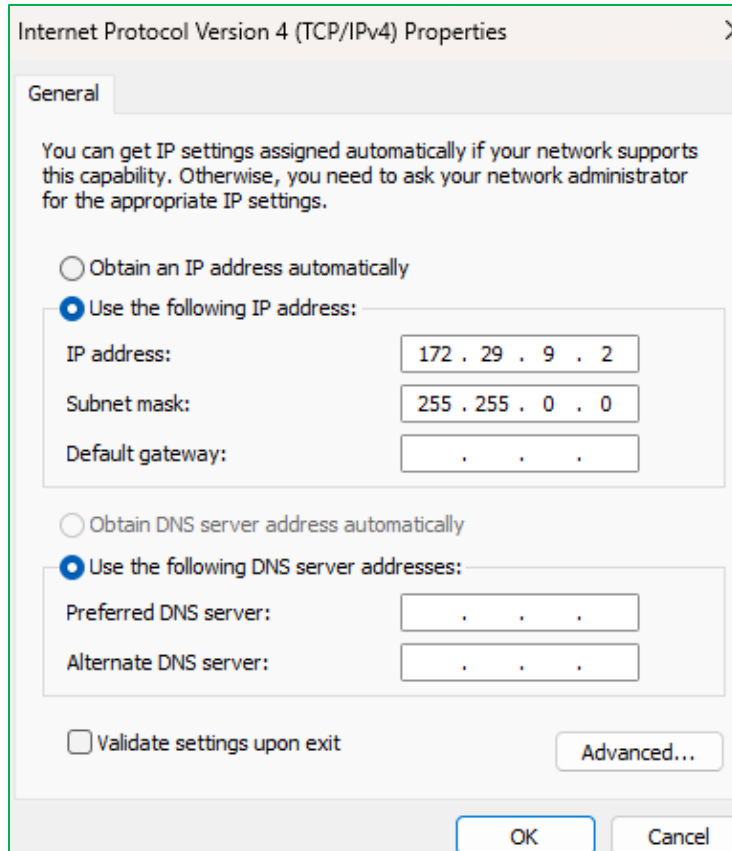 Internet Protocol Version 4 (TCP/IPv4) Properties
General
You can get IP settings assigned automatically if your network supports
this capability. Otherwise, you need to ask your network administrator
for the appropriate IP settings.
Obtain an IP address automatically
Use the following IP address:
IP address: 172 . 29 . 9 . 2
Subnet mask: 255 . 255 . 0 . 0
Default gateway: . . .
Obtain DNS server address automatically
Use the following DNS server addresses:
Preferred DNS server: . . .
Alternate DNS server: . . .
Validate settings upon exit
Advanced...
OK Cancel